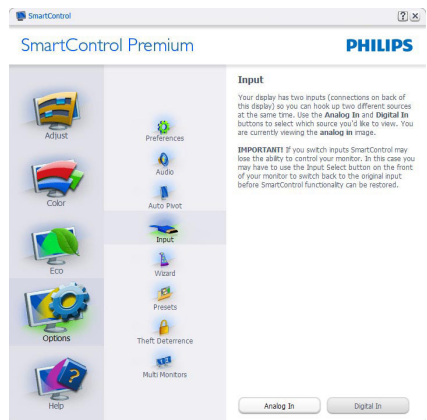 SmartControl
SmartControl Premium
PHILIPS
Adjust
Color
Eco
Options
Help
Preferences
Audio
Auto Pivot
Input
Wizard
Presets
Theft Deterrence
Multi Monitors
Input
Your display has two inputs (connections on back of
this display) so you can hook up two different sources
at the same time. Use the Analog In and Digital In
buttons to select which source you'd like to view. You
are currently viewing the analog in image.
IMPORTANT! If you switch inputs SmartControl may
lose the ability to control your monitor. In this case you
may have to use the Input Select button on the front
of your monitor to switch back to the original input
before SmartControl functionality can be restored.
Analog In
Digital In